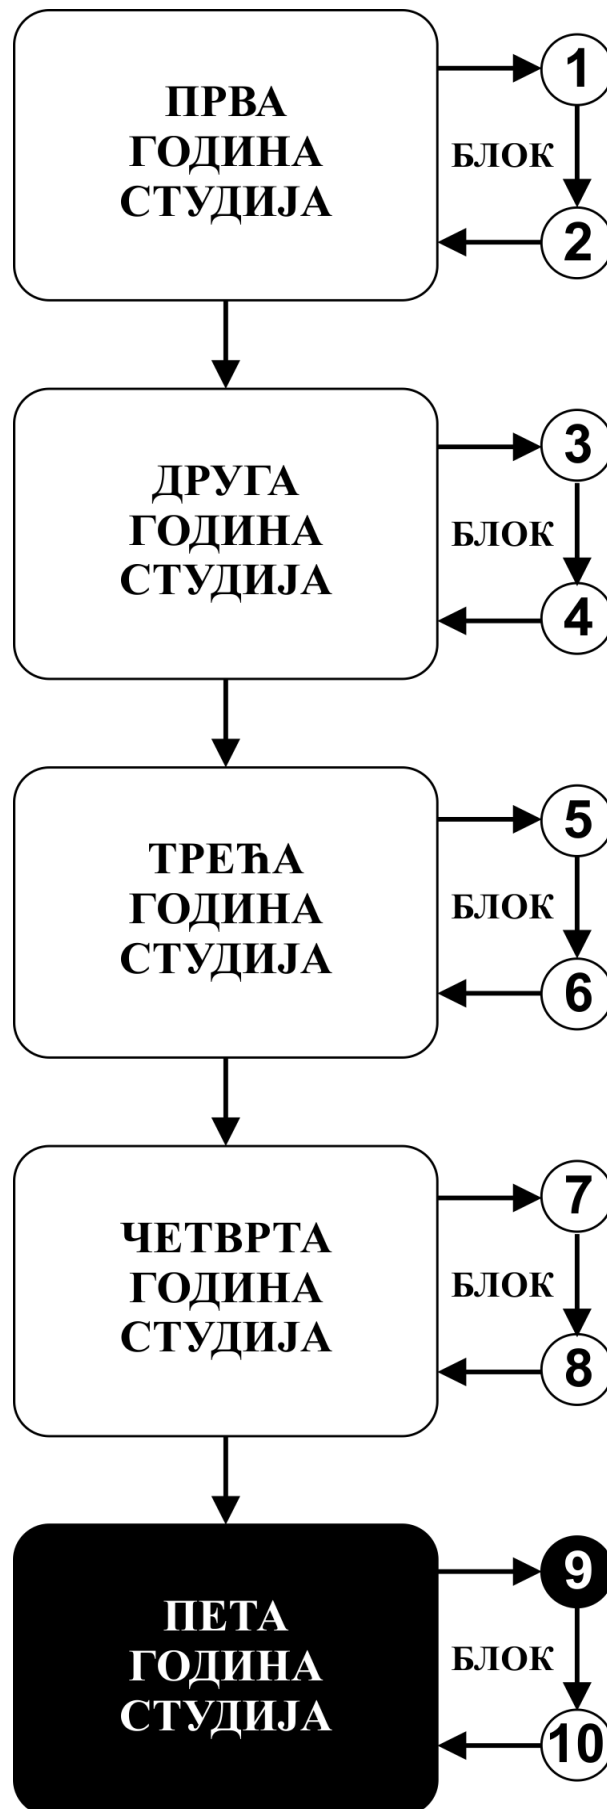 ПРВА
ГОДИНА
СТУДИЈА
1
БЛОК
2
ДРУГА
ГОДИНА
СТУДИЈА
3
БЛОК
4
ТРЕЋА
ГОДИНА
СТУДИЈА
5
БЛОК
6
ЧЕТВРТА
ГОДИНА
СТУДИЈА
7
БЛОК
8
ПЕТА
ГОДИНА
СТУДИЈА
9
БЛОК
10